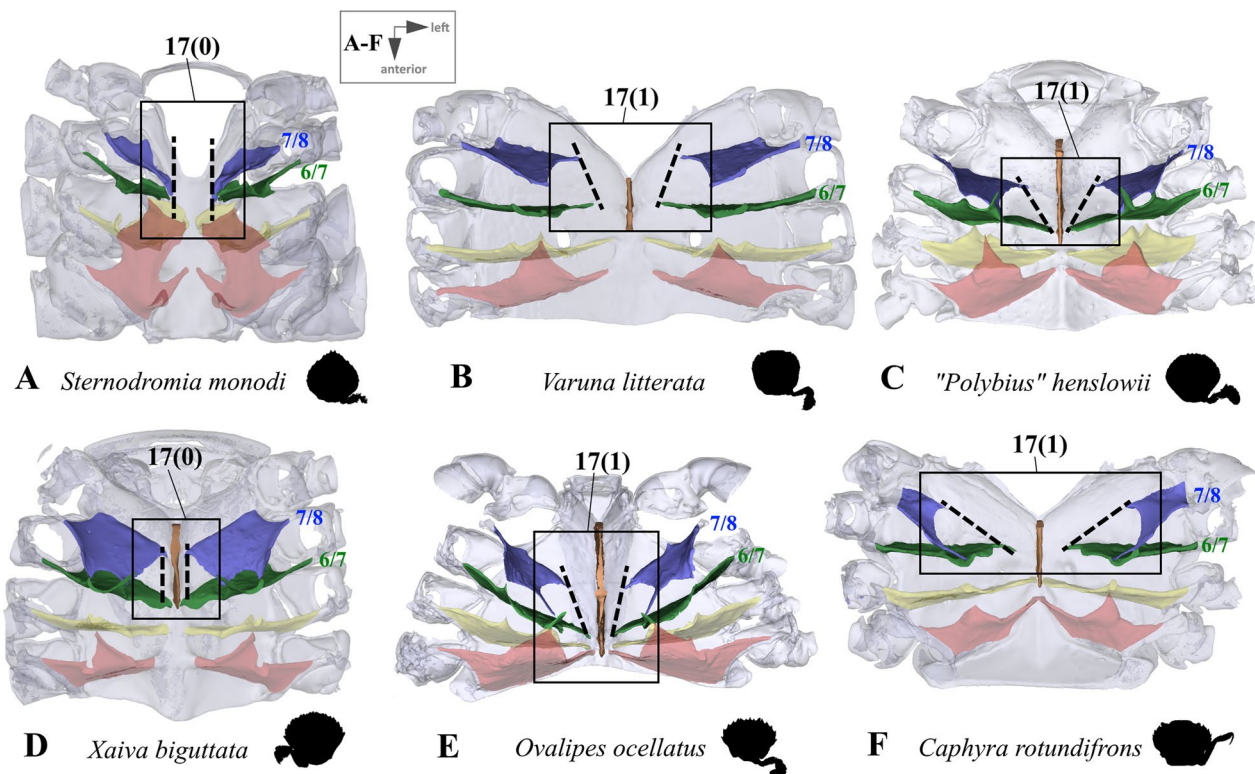 17(0)
A-F
left
anterior
7/8
6/7
A Sternodromia monodi
17(1)
7/8
6/7
B Varuna litterata
17(1)
7/8
6/7
C "Polybius" henslowii
17(0)
7/8
6/7
D Xaiva biguttata
17(1)
7/8
6/7
E Ovalipes ocellatus
17(1)
7/8
6/7
F Caphyra rotundifrons